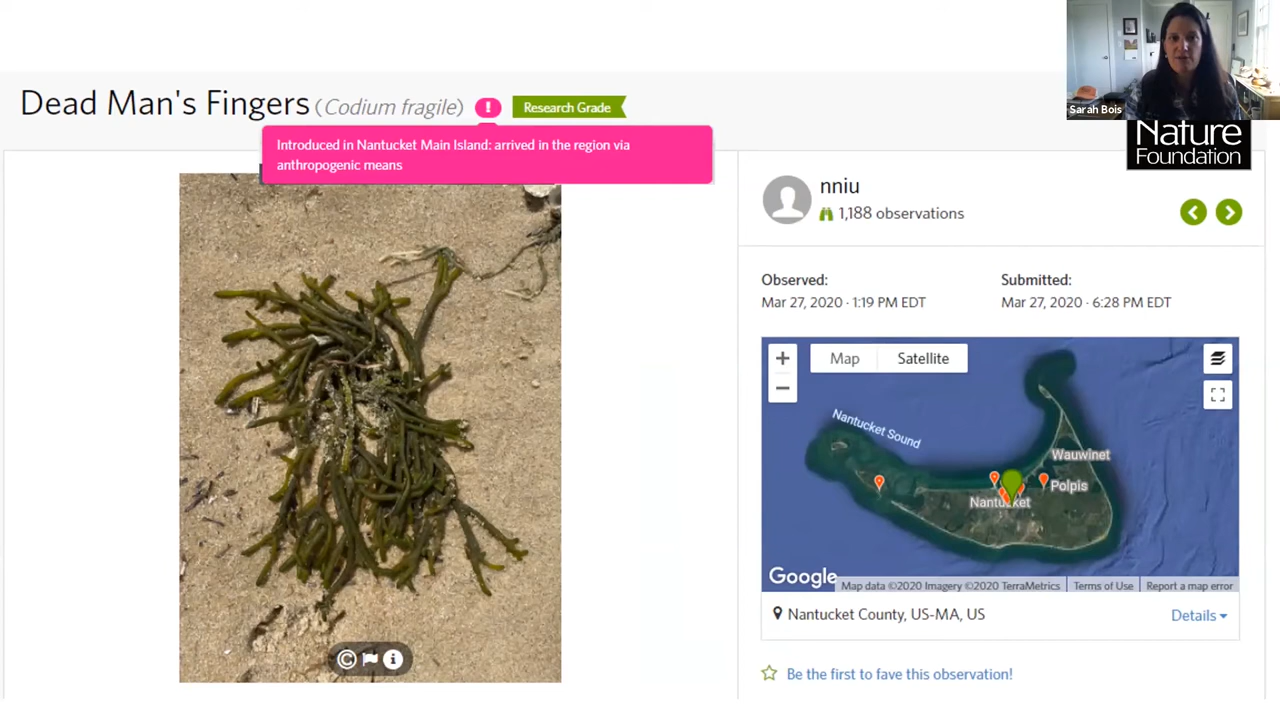 Sarah Bois
Nature
Foundation
Dead Man's Fingers (Codium fragile) ! Research Grade
Introduced in Nantucket Main Island: arrived in the region via
anthropogenic means
nniu
1,188 observations
Observed:
Mar 27, 2020 · 1:19 PM EDT
Submitted:
Mar 27, 2020 · 6:28 PM EDT
+
−
Map
Satellite
Nantucket Sound
Wauwinet
Polpis
Nantucket
Google
Map data ©2020 Imagery ©2020 TerraMetrics
Terms of Use
Report a map error
Nantucket County, US-MA, US
Details
Be the first to fave this observation!